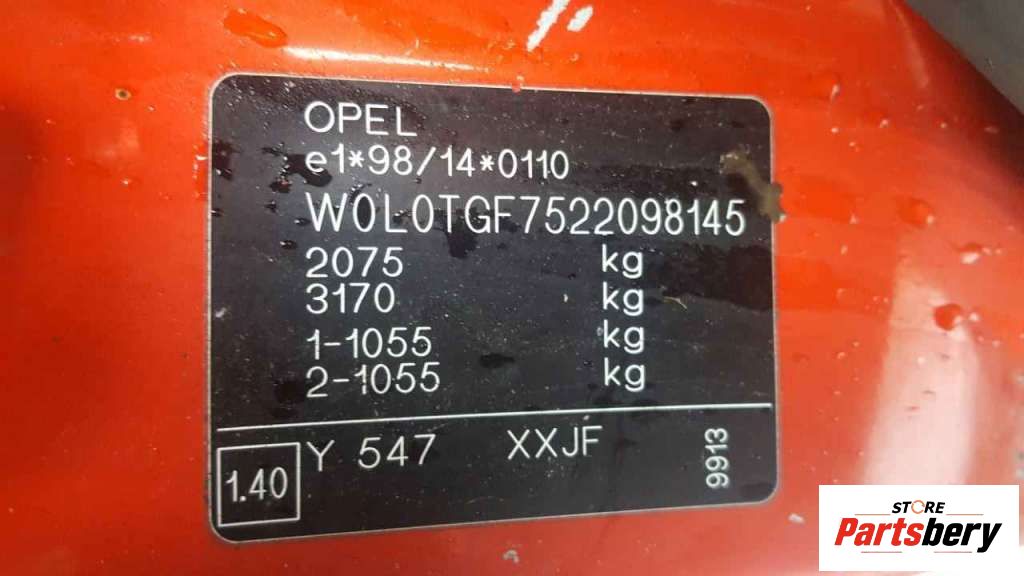 OPEL
e1*98/14*0110
W0L0TGF7522098145
2075 kg
3170 kg
1-1055 kg
2-1055 kg
1.40 Y 547 XXJF 9913
STORE
Partsbery